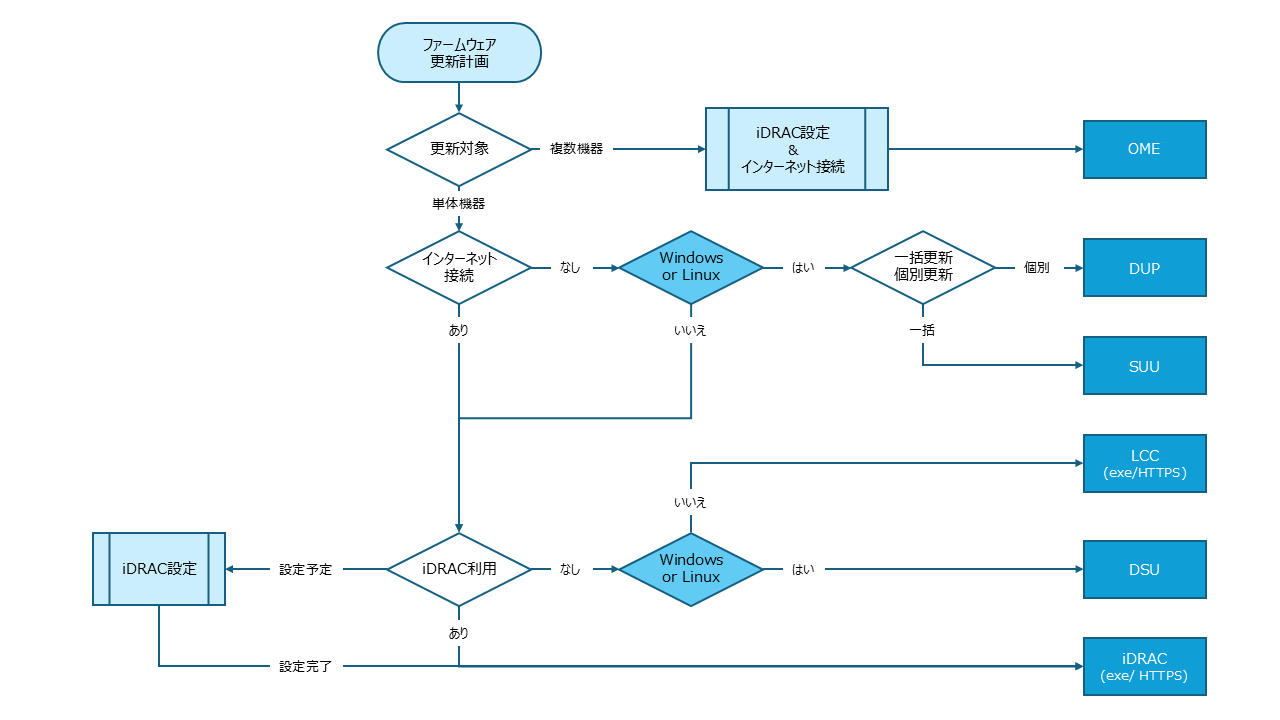 ファームウェア
更新計画
更新対象
複数機器
iDRAC設定
&
インターネット接続
OME
単体機器
インターネット
接続
なし
Windows
or Linux
はい
一括更新
個別更新
個別
DUP
あり
いいえ
一括
SUU
LCC
(exe/HTTPS)
いいえ
iDRAC設定
設定予定
iDRAC利用
なし
Windows
or Linux
はい
DSU
あり
設定完了
iDRAC
(exe/ HTTPS)